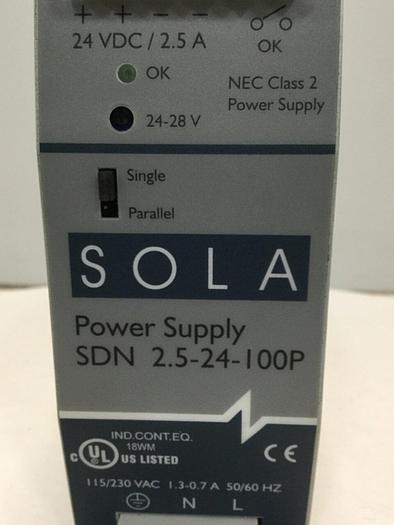 + + - -
24 VDC / 2.5 A
OK
OK
NEC Class 2
Power Supply
24-28 V
Single
Parallel
SOLA
Power Supply
SDN 2.5-24-100P
IND.CONT.EQ.
18WM
C UL US LISTED
CE
115/230 VAC 1.3-0.7 A 50/60 HZ
N L